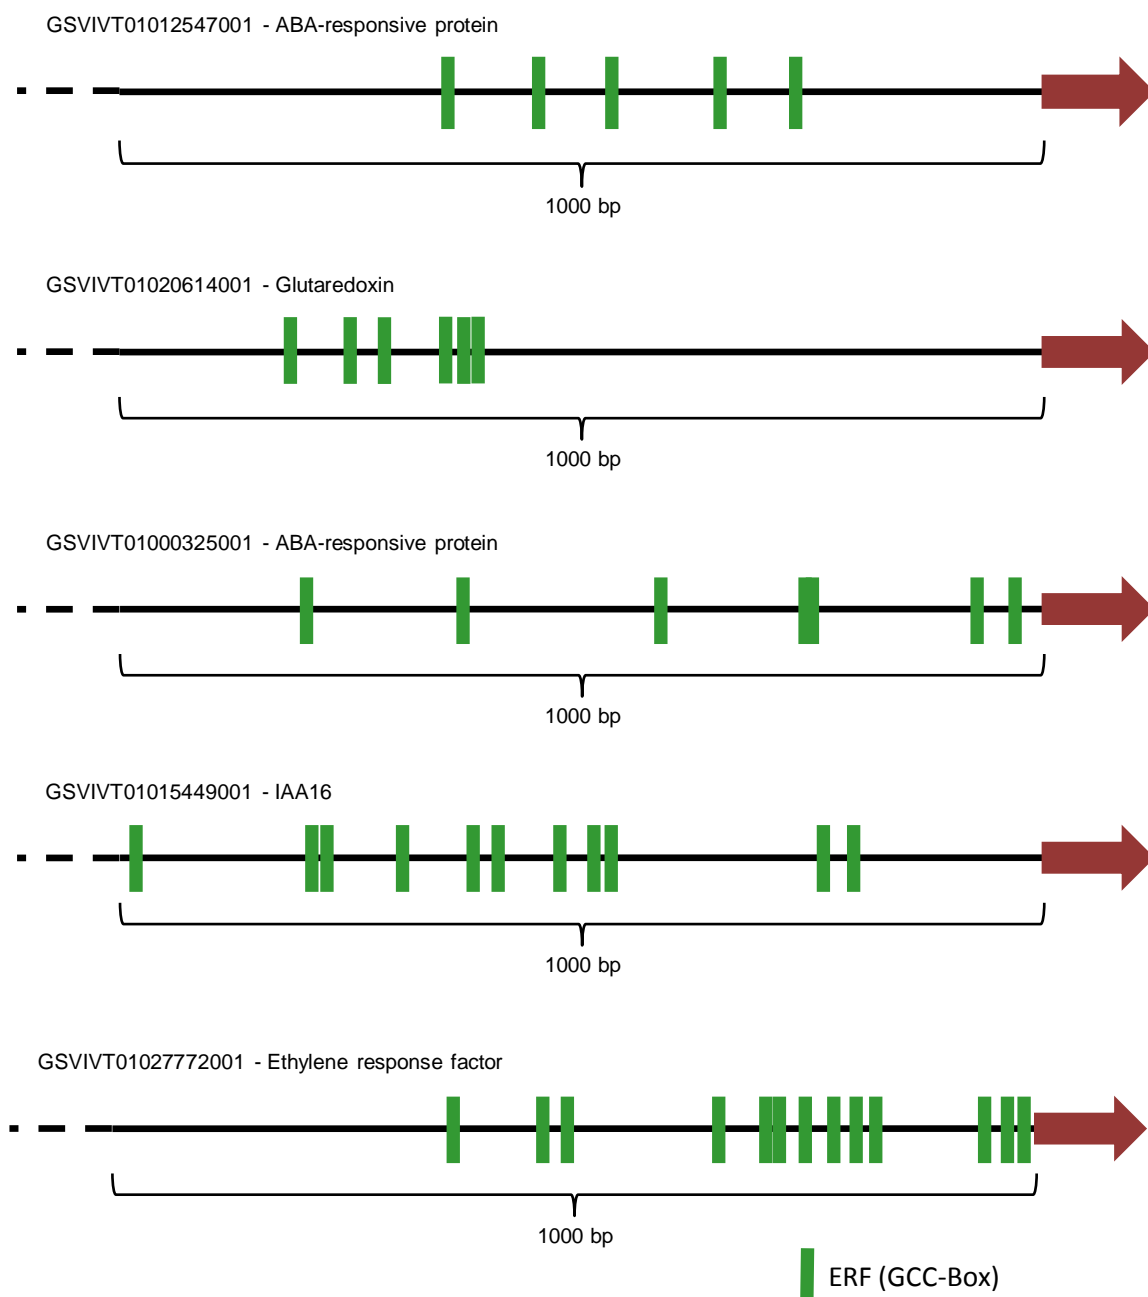 GSVIVT01012547001 - ABA-responsive protein
1000 bp
GSVIVT01020614001 - Glutaredoxin
1000 bp
GSVIVT01000325001 - ABA-responsive protein
1000 bp
GSVIVT01015449001 - IAA16
1000 bp
GSVIVT01027772001 - Ethylene response factor
1000 bp
ERF (GCC-Box)